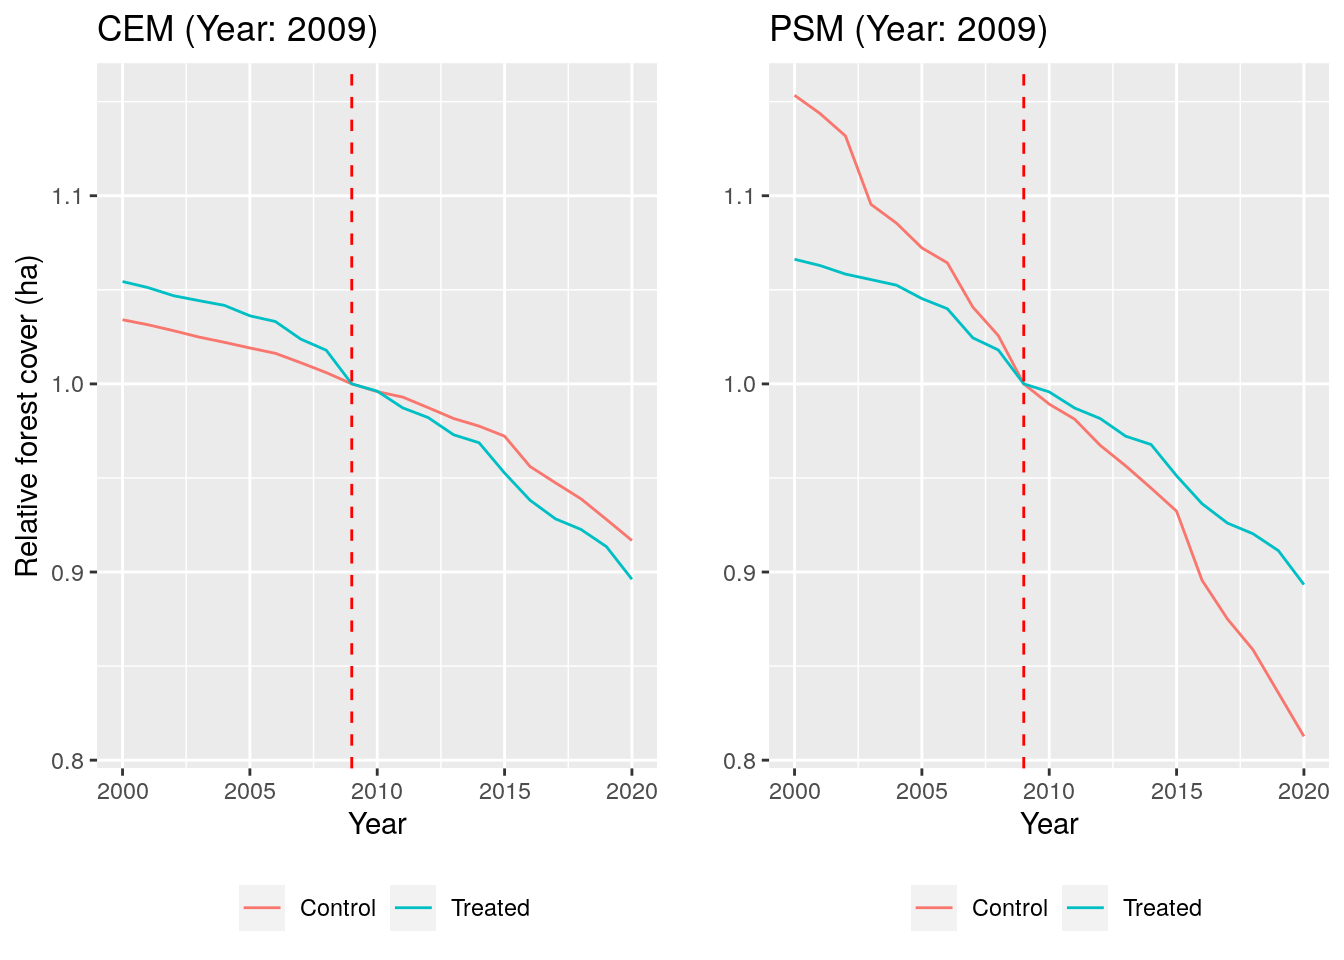 CEM (Year: 2009)
Relative forest cover (ha)
1.1
1.0
0.9
0.8
2000 2005 2010 2015 2020
Year
Control Treated
PSM (Year: 2009)
1.1
1.0
0.9
0.8
2000 2005 2010 2015 2020
Year
Control Treated